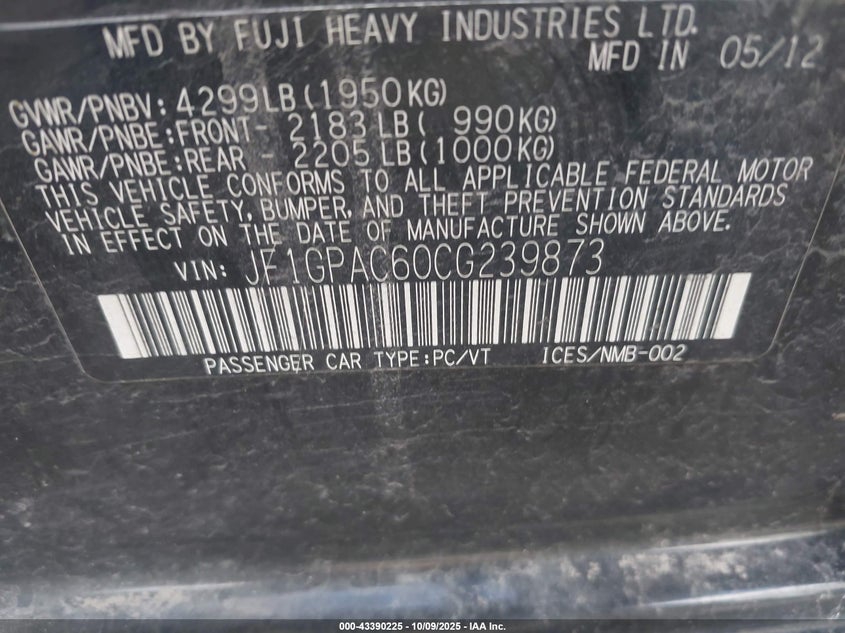 MFD BY FUJI HEAVY INDUSTRIES LTD.
MFD IN 05/12
GVWR/PNBV: 4299LB (1950KG)
GAWR/PNBE:FRONT- 2183LB ( 990KG)
GAWR/PNBE:REAR - 2205LB (1000KG)
THIS VEHICLE CONFORMS TO ALL APPLICABLE FEDERAL MOTOR
VEHICLE SAFETY, BUMPER, AND THEFT PREVENTION STANDARDS
IN EFFECT ON THE DATE OF MANUFACTURE SHOWN ABOVE.
VIN: JF1GPAC60CG239873
PASSENGER CAR TYPE:PC/VT ICES/NMB-002
000-43390225 - 10/09/2025 - IAA Inc.